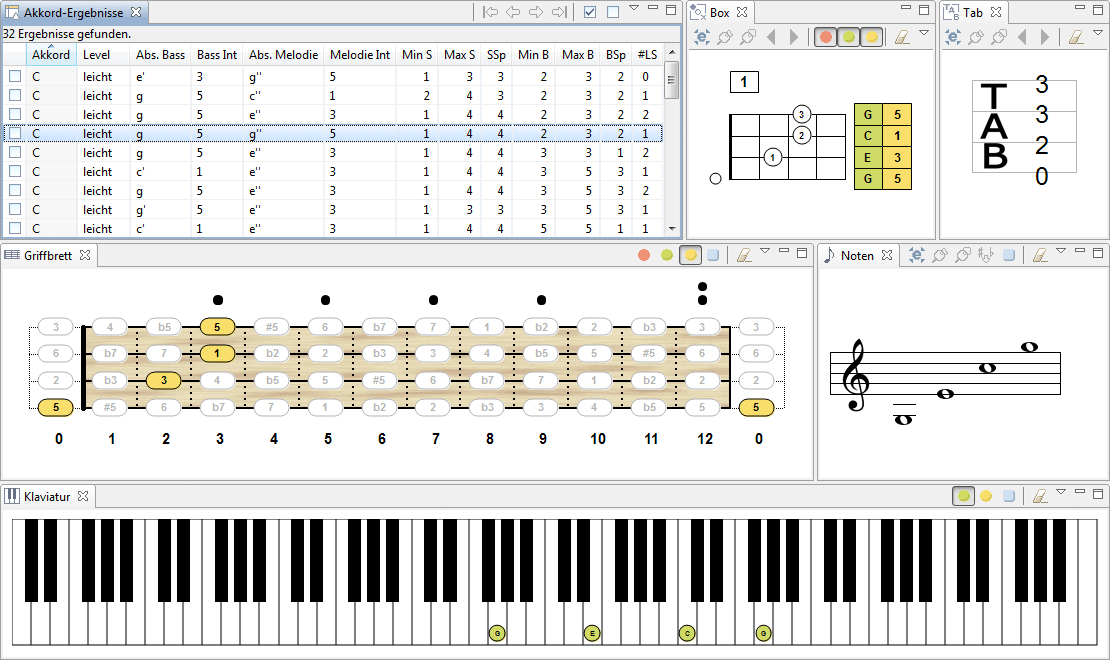 Akkord-Ergebnisse
32 Ergebnisse gefunden.
Akkord Level Abs. Bass Bass Int Abs. Melodie Melodie Int Min S Max S SSp Min B Max B BSp #LS
C leicht e' 3 g'' 5 1 3 3 2 3 2 0
C leicht g 5 c'' 1 2 4 3 2 3 2 1
C leicht g 5 e'' 3 1 4 4 2 3 2 2
C leicht g 5 g'' 5 1 4 4 2 3 2 1
C leicht g 5 e'' 3 1 4 4 3 3 1 2
C leicht c' 1 e'' 3 1 4 4 3 5 3 1
C leicht g 5 e'' 3 1 4 4 3 5 3 2
C leicht g' 5 e'' 3 1 3 3 3 5 3 1
C leicht c' 1 e'' 3 1 4 4 5 5 1 1
Box
1
3
2
1
G 5
C 1
E 3
G 5
Tab
TAB
3
3
2
0
Griffbrett
3 4 b5 5 #5 6 b7 7 1 b2 2 b3 3 3
6 b7 7 1 b2 2 b3 3 4 b5 5 #5 6 6
2 b3 3 4 b5 5 #5 6 b7 7 1 b2 2 2
5 #5 6 b7 7 1 b2 2 b3 3 4 b5 5 5
0 1 2 3 4 5 6 7 8 9 10 11 12 0
Noten
Klaviatur
G E C G